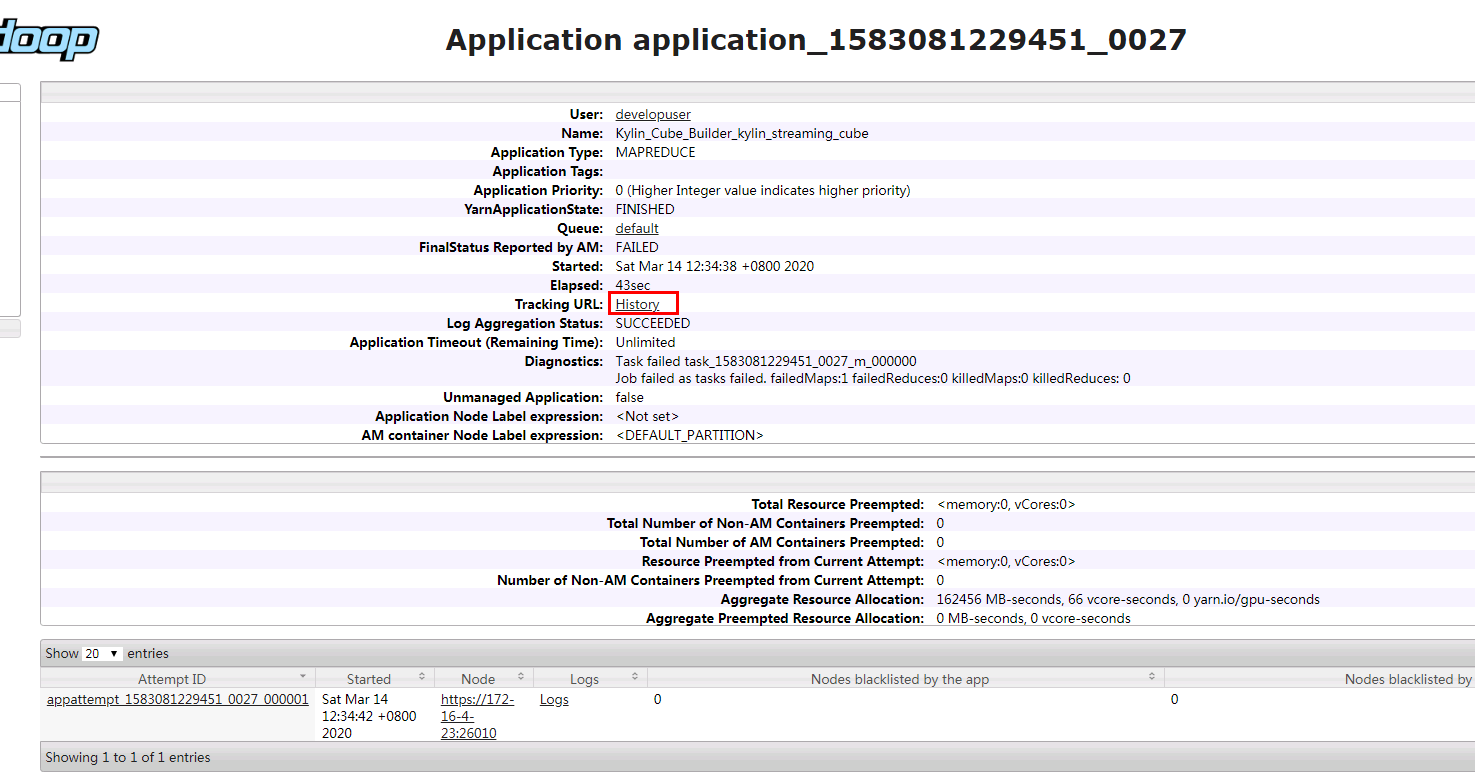 doop
Application application_1583081229451_0027
User: developuser
Name: Kylin_Cube_Builder_kylin_streaming_cube
Application Type: MAPREDUCE
Application Tags:
Application Priority: 0 (Higher Integer value indicates higher priority)
YarnApplicationState: FINISHED
Queue: default
FinalStatus Reported by AM: FAILED
Started: Sat Mar 14 12:34:38 +0800 2020
Elapsed: 43sec
Tracking URL: History
Log Aggregation Status: SUCCEEDED
Application Timeout (Remaining Time): Unlimited
Diagnostics: Task failed task_1583081229451_0027_m_000000
Job failed as tasks failed. failedMaps:1 failedReduces:0 killedMaps:0 killedReduces: 0
Unmanaged Application: false
Application Node Label expression: <Not set>
AM container Node Label expression: <DEFAULT_PARTITION>
Total Resource Preempted: <memory:0, vCores:0>
Total Number of Non-AM Containers Preempted: 0
Total Number of AM Containers Preempted: 0
Resource Preempted from Current Attempt: <memory:0, vCores:0>
Number of Non-AM Containers Preempted from Current Attempt: 0
Aggregate Resource Allocation: 162456 MB-seconds, 66 vcore-seconds, 0 yarn.io/gpu-seconds
Aggregate Preempted Resource Allocation: 0 MB-seconds, 0 vcore-seconds
Show 20 entries
Attempt ID Started Node Logs Nodes blacklisted by the app Nodes blacklisted by
appattempt_1583081229451_0027_000001 Sat Mar 14 https://172- Logs 0 0
12:34:42 +0800 16-4-
2020 23:26010
Showing 1 to 1 of 1 entries